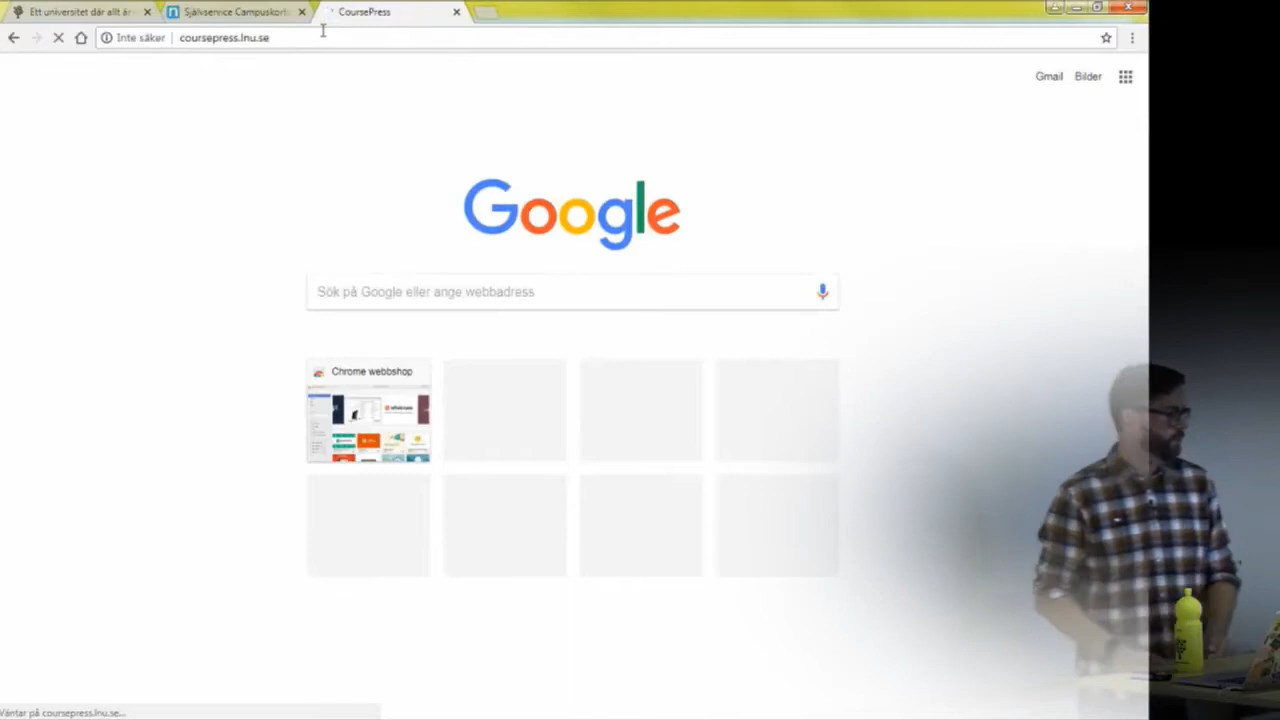 Ett universitet där allt är
Självservice Campuskort
CoursePress
Inte säker
coursepress.lnu.se
Gmail
Bilder
Google
Sök på Google eller ange webbadress
Chrome webbshop
Väntar på coursepress.lnu.se...